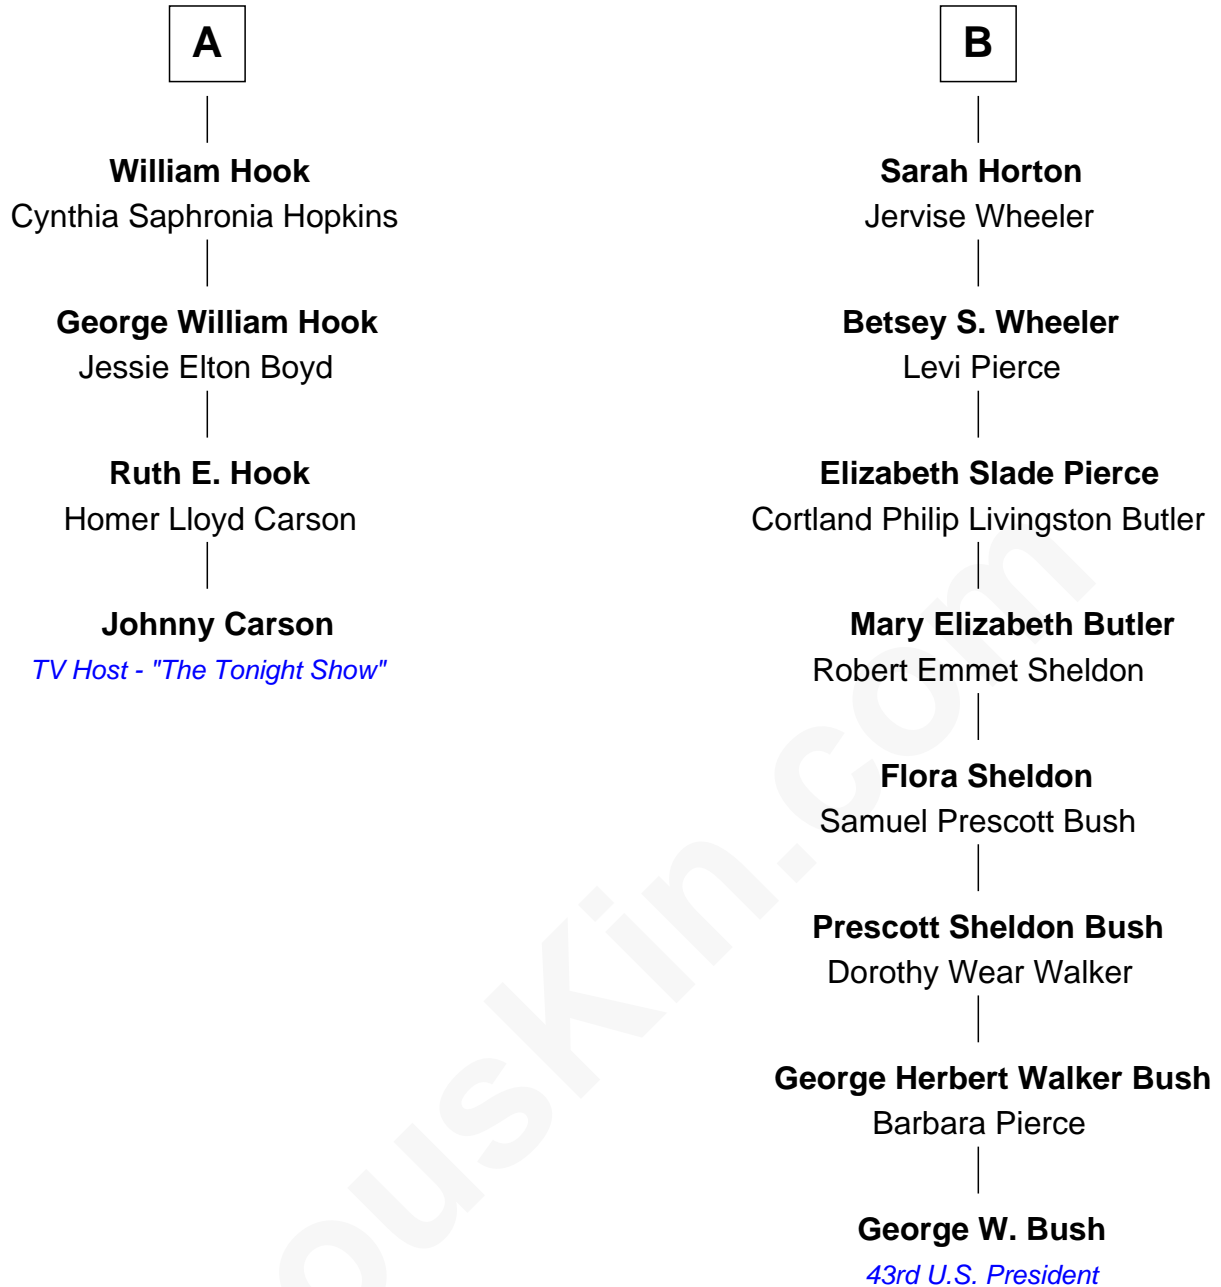 A
William Hook
Cynthia Saphronia Hopkins
George William Hook
Jessie Elton Boyd
Ruth E. Hook
Homer Lloyd Carson
Johnny Carson
TV Host - "The Tonight Show"
B
Sarah Horton
Jervise Wheeler
Betsey S. Wheeler
Levi Pierce
Elizabeth Slade Pierce
Cortland Philip Livingston Butler
Mary Elizabeth Butler
Robert Emmet Sheldon
Flora Sheldon
Samuel Prescott Bush
Prescott Sheldon Bush
Dorothy Wear Walker
George Herbert Walker Bush
Barbara Pierce
George W. Bush
43rd U.S. President
ousKin.com